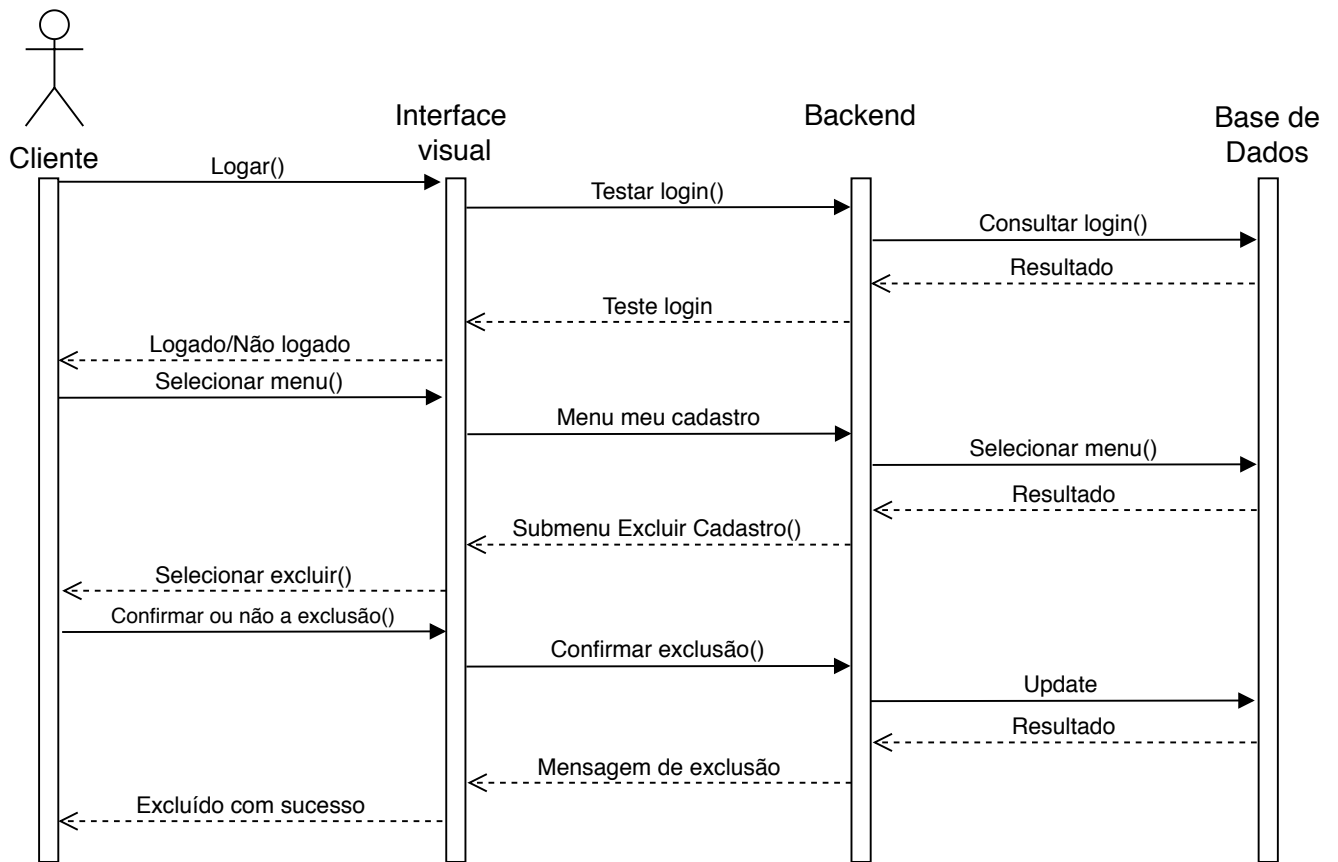 Interface
visual
Backend
Base de
Dados
Cliente
Logar()
Testar login()
Consultar login()
Resultado
Teste login
Logado/Não logado
Selecionar menu()
Menu meu cadastro
Selecionar menu()
Resultado
Submenu Excluir Cadastro()
Selecionar excluir()
Confirmar ou não a exclusão()
Confirmar exclusão()
Update
Resultado
Mensagem de exclusão
Excluído com sucesso